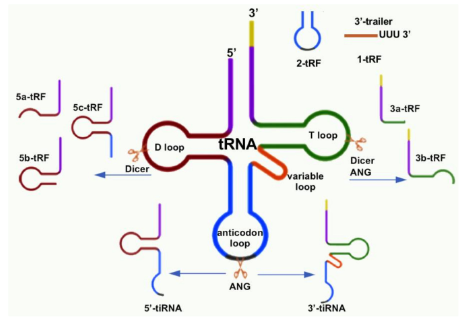 3'
3'-trailer
UUU 3'
2-tRF
1-tRF
5'
5a-tRF
5c-tRF
3a-tRF
D loop
tRNA
T loop
5b-tRF
Dicer
Dicer
ANG
3b-tRF
variable
loop
anticodon
loop
ANG
5'-tiRNA
3'-tiRNA